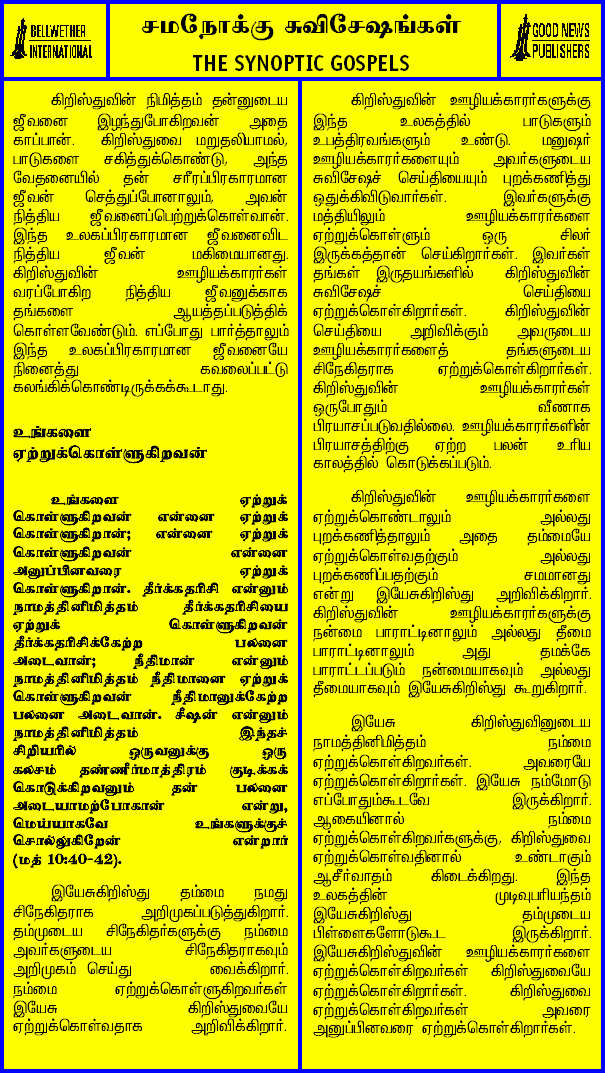 BELLWETHER
INTERNATIONAL
சமநோக்கு சுவிசேஷங்கள்
THE SYNOPTIC GOSPELS
GOOD NEWS
PUBLISHERS
கிறிஸ்துவின் நிமித்தம் தன்னுடைய
ஜீவனை இழந்துபோகிறவன் அதை
காப்பான். கிறிஸ்துவை மறுதலியாமல்,
பாடுகளை சகித்துக்கொண்டு, அந்த
வேதனையில் தன் சரீரப்பிரகாரமான
ஜீவன் செத்துப்போனாலும், அவன்
நித்திய ஜீவனைப்பெற்றுக்கொள்வான்.
இந்த உலகப்பிரகாரமான ஜீவனைவிட
நித்திய ஜீவன் மகிமையானது.
கிறிஸ்துவின் ஊழியக்காரர்கள்
வரப்போகிற நித்திய ஜீவனுக்காக
தங்களை ஆயத்தப்படுத்திக்
கொள்ளவேண்டும். எப்போது பார்த்தாலும்
இந்த உலகப்பிரகாரமான ஜீவனையே
நினைத்து கவலைப்பட்டு
கலங்கிக்கொண்டிருக்கக்கூடாது.
உங்களை
ஏற்றுக்கொள்ளுகிறவன்
உங்களை ஏற்றுக்
கொள்ளுகிறவன் என்னை ஏற்றுக்
கொள்ளுகிறான்; என்னை ஏற்றுக்
கொள்ளுகிறவன் என்னை
அனுப்பினவரை ஏற்றுக்
கொள்ளுகிறான். தீர்க்கதரிசி என்னும்
நாமத்தினிமித்தம் தீர்க்கதரிசியை
ஏற்றுக் கொள்ளுகிறவன்
தீர்க்கதரிசிக்கேற்ற பலனை
அடைவான்; நீதிமான் என்னும்
நாமத்தினிமித்தம் நீதிமானை ஏற்றுக்
கொள்ளுகிறவன் நீதிமானுக்கேற்ற
பலனை அடைவான். சீஷன் என்னும்
நாமத்தினிமித்தம் இந்தச்
சிறியரில் ஒருவனுக்கு ஒரு
கலசம் தண்ணீர்மாத்திரம் குடிக்கக்
கொடுக்கிறவனும் தன் பலனை
அடையாமற்போகான் என்று,
மெய்யாகவே உங்களுக்குச்
சொல்லுகிறேன் என்றார்
(மத் 10:40-42).
இயேசுகிறிஸ்து தம்மை நமது
சிநேகிதராக அறிமுகப்படுத்துகிறார்.
தம்முடைய சிநேகிதர்களுக்கு நம்மை
அவர்களுடைய சிநேகிதராகவும்
அறிமுகம் செய்து வைக்கிறார்.
நம்மை ஏற்றுக்கொள்ளுகிறவர்கள்
இயேசு கிறிஸ்துவையே
ஏற்றுக்கொள்வதாக அறிவிக்கிறார்.
கிறிஸ்துவின் ஊழியக்காரர்களுக்கு
இந்த உலகத்தில் பாடுகளும்
உபத்திரவங்களும் உண்டு. மனுஷர்
ஊழியக்காரர்களையும் அவர்களுடைய
சுவிசேஷச் செய்தியையும் புறக்கணித்து
ஒதுக்கிவிடுவார்கள். இவர்களுக்கு
மத்தியிலும் ஊழியக்காரர்களை
ஏற்றுக்கொள்ளும் ஒரு சிலர்
இருக்கத்தான் செய்கிறார்கள். இவர்கள்
தங்கள் இருதயங்களில் கிறிஸ்துவின்
சுவிசேஷச் செய்தியை
ஏற்றுக்கொள்கிறார்கள். கிறிஸ்துவின்
செய்தியை அறிவிக்கும் அவருடைய
ஊழியக்காரர்களைத் தங்களுடைய
சிநேகிதராக ஏற்றுக்கொள்கிறார்கள்.
கிறிஸ்துவின் ஊழியக்காரர்கள்
ஒருபோதும் வீணாக
பிரயாசப்படுவதில்லை. ஊழியக்காரர்களின்
பிரயாசத்திற்கு ஏற்ற பலன் உரிய
காலத்தில் கொடுக்கப்படும்.
கிறிஸ்துவின் ஊழியக்காரர்களை
ஏற்றுக்கொண்டாலும் அல்லது
புறக்கணித்தாலும் அதை தம்மையே
ஏற்றுக்கொள்வதற்கும் அல்லது
புறக்கணிப்பதற்கும் சமமானது
என்று இயேசுகிறிஸ்து அறிவிக்கிறார்.
கிறிஸ்துவின் ஊழியக்காரர்களுக்கு
நன்மை பாராட்டினாலும் அல்லது தீமை
பாராட்டினாலும் அது தமக்கே
பாராட்டப்படும் நன்மையாகவும் அல்லது
தீமையாகவும் இயேசுகிறிஸ்து கூறுகிறார்.
இயேசு கிறிஸ்துவினுடைய
நாமத்தினிமித்தம் நம்மை
ஏற்றுக்கொள்கிறவர்கள். அவரையே
ஏற்றுக்கொள்கிறார்கள். இயேசு நம்மோடு
எப்போதும்கூடவே இருக்கிறார்.
ஆகையினால் நம்மை
ஏற்றுக்கொள்கிறவர்களுக்கு, கிறிஸ்துவை
ஏற்றுக்கொள்வதினால் உண்டாகும்
ஆசீர்வாதம் கிடைக்கிறது. இந்த
உலகத்தின் முடிவுபரியந்தம்
இயேசுகிறிஸ்து தம்முடைய
பிள்ளைகளோடுகூட இருக்கிறார்.
இயேசுகிறிஸ்துவின் ஊழியக்காரர்களை
ஏற்றுக்கொள்கிறவர்கள் கிறிஸ்துவையே
ஏற்றுக்கொள்கிறார்கள். கிறிஸ்துவை
ஏற்றுக்கொள்கிறவர்கள் அவரை
அனுப்பினவரை ஏற்றுக்கொள்கிறார்கள்.